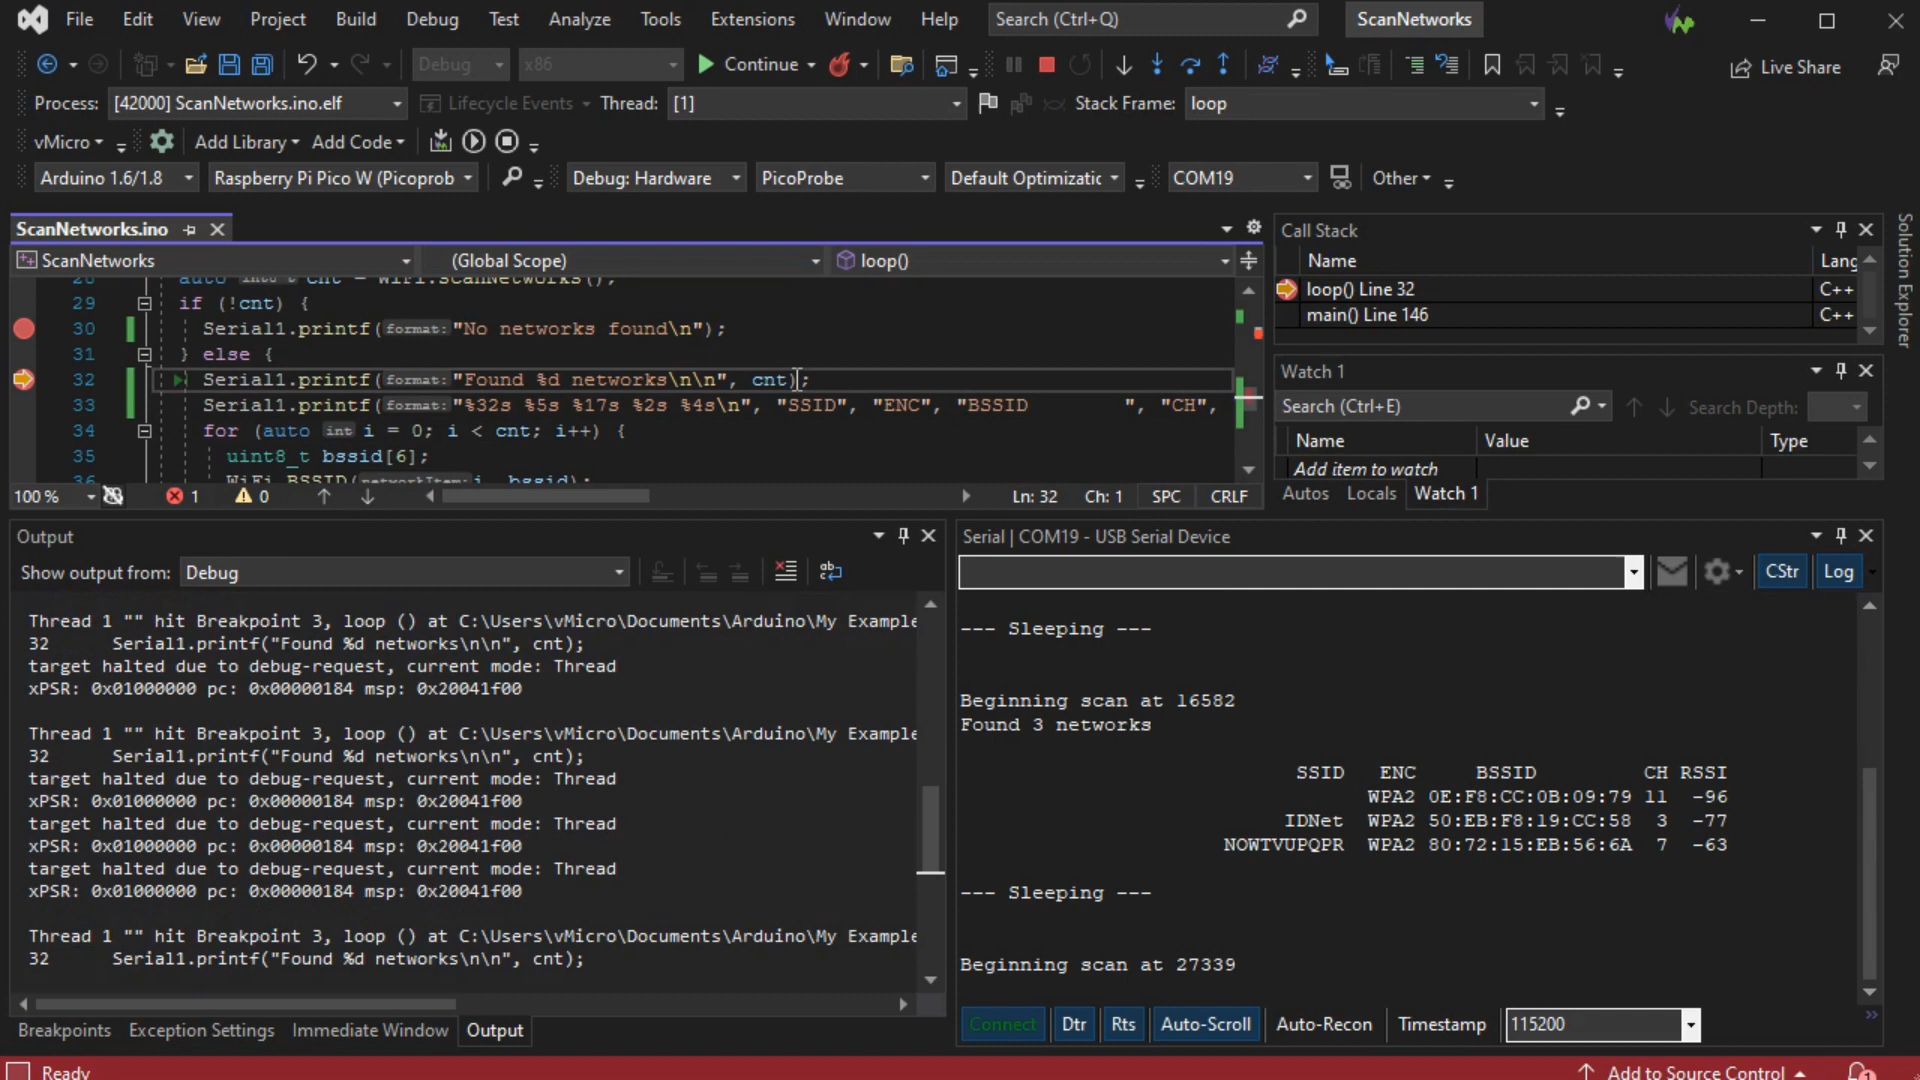 File Edit View Project Build Debug Test Analyze Tools Extensions Window Help Search (Ctrl+Q) ScanNetworks
Debug x86 Continue Live Share
Process: [42000] ScanNetworks.ino.elf Lifecycle Events Thread: [1] Stack Frame: loop
vMicro Add Library Add Code
Arduino 1.6/1.8 Raspberry Pi Pico W (Picoprob Debug: Hardware PicoProbe Default Optimizatic COM19 Other
ScanNetworks.ino
ScanNetworks (Global Scope) loop()
28 auto int8_t cnt = WiFi.scanNetworks();
29 if (!cnt) {
30 Serial1.printf(format:"No networks found\n");
31 } else {
32 Serial1.printf(format:"Found %d networks\n\n", cnt);
33 Serial1.printf(format:"%32s %5s %17s %2s %4s\n", "SSID", "ENC", "BSSID        ", "CH",
34 for (auto int i = 0; i < cnt; i++) {
35 uint8_t bssid[6];
36 WiFi.BSSID(networkItem:i, bssid);
100 % 1 0 Ln: 32 Ch: 1 SPC CRLF
Call Stack
Name Lang
loop() Line 32 C++
main() Line 146 C++
Watch 1
Search (Ctrl+E) Search Depth:
Name Value Type
Add item to watch
Autos Locals Watch 1
Solution Explorer
Output
Show output from: Debug
Thread 1 "" hit Breakpoint 3, loop () at C:\Users\vMicro\Documents\Arduino\My Example
32 Serial1.printf("Found %d networks\n\n", cnt);
target halted due to debug-request, current mode: Thread
xPSR: 0x01000000 pc: 0x00000184 msp: 0x20041f00
Thread 1 "" hit Breakpoint 3, loop () at C:\Users\vMicro\Documents\Arduino\My Example
32 Serial1.printf("Found %d networks\n\n", cnt);
target halted due to debug-request, current mode: Thread
xPSR: 0x01000000 pc: 0x00000184 msp: 0x20041f00
target halted due to debug-request, current mode: Thread
xPSR: 0x01000000 pc: 0x00000184 msp: 0x20041f00
target halted due to debug-request, current mode: Thread
xPSR: 0x01000000 pc: 0x00000184 msp: 0x20041f00
Thread 1 "" hit Breakpoint 3, loop () at C:\Users\vMicro\Documents\Arduino\My Example
32 Serial1.printf("Found %d networks\n\n", cnt);
Breakpoints Exception Settings Immediate Window Output
Serial | COM19 - USB Serial Device
CStr Log
--- Sleeping ---
Beginning scan at 16582
Found 3 networks
SSID ENC BSSID CH RSSI
WPA2 0E:F8:CC:0B:09:79 11 -96
IDNet WPA2 50:EB:F8:19:CC:58 3 -77
NOWTVUPQPR WPA2 80:72:15:EB:56:6A 7 -63
--- Sleeping ---
Beginning scan at 27339
Connect Dtr Rts Auto-Scroll Auto-Recon Timestamp 115200
Ready Add to Source Control 1